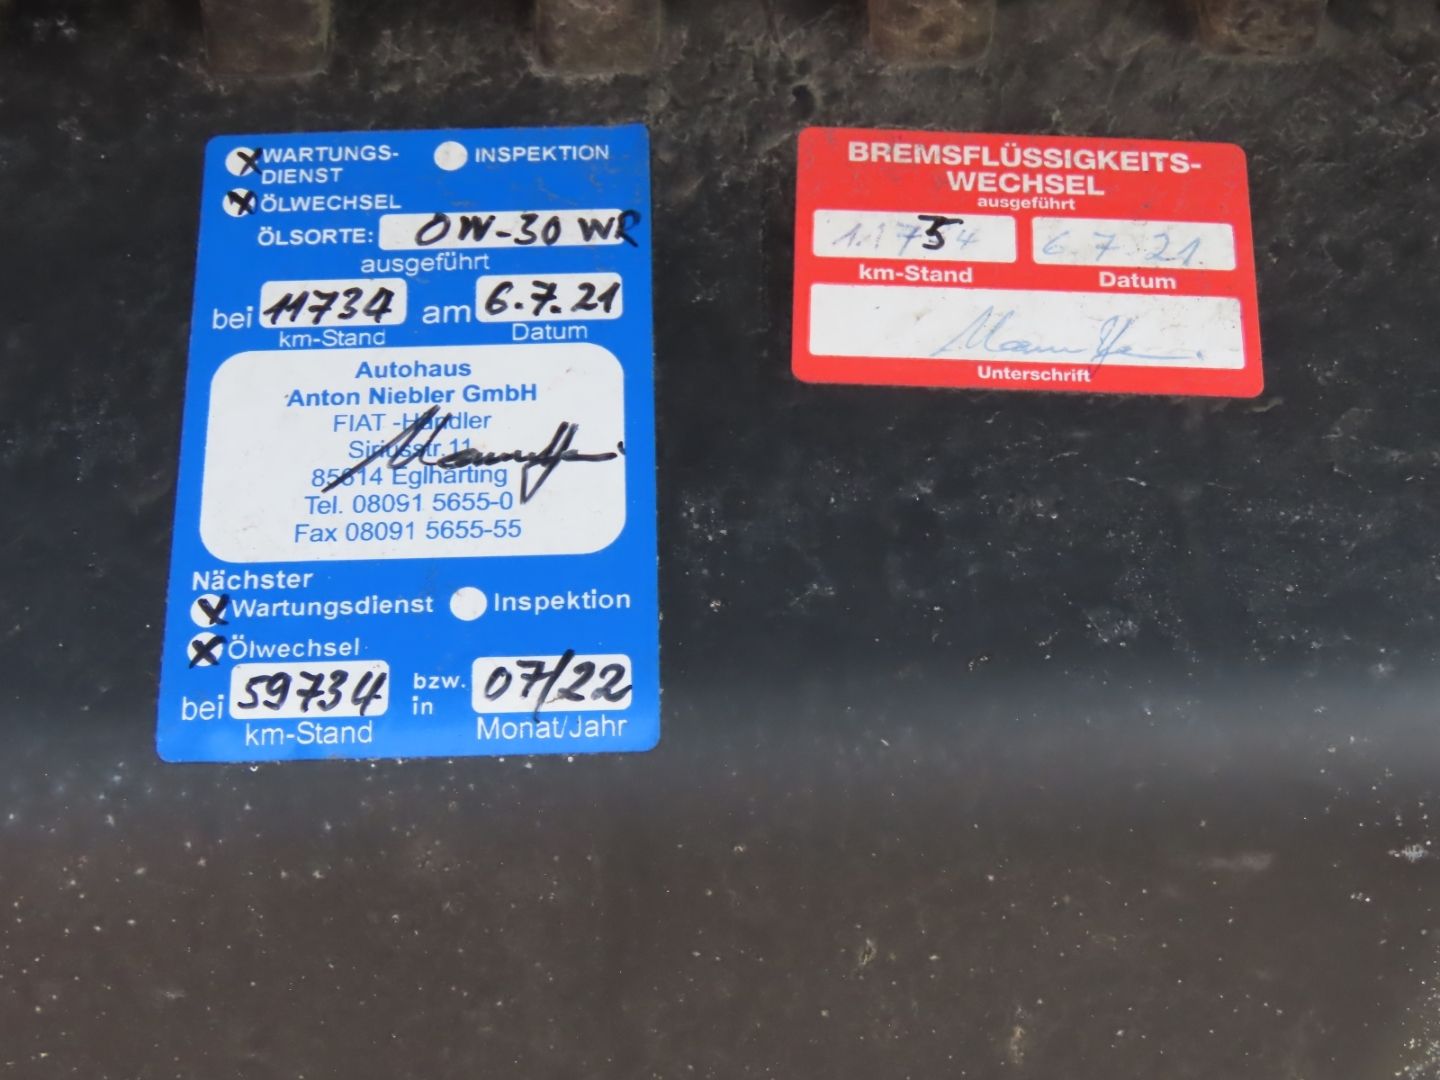 WARTUNGS-
DIENST
INSPEKTION
ÖLWECHSEL
ÖLSORTE: 0W-30 WR
ausgeführt
bei 11734 am 6.7.21
km-Stand Datum
Autohaus
Anton Niebler GmbH
FIAT -Händler
Siriusstr. 11
85614 Eglharting
Tel. 08091 5655-0
Fax 08091 5655-55
Nächster
Wartungsdienst Inspektion
Ölwechsel
bei 59734 bzw. in 07/22
km-Stand Monat/Jahr
BREMSFLÜSSIGKEITS-
WECHSEL
ausgeführt
11754 6.7.21.
km-Stand Datum
Unterschrift